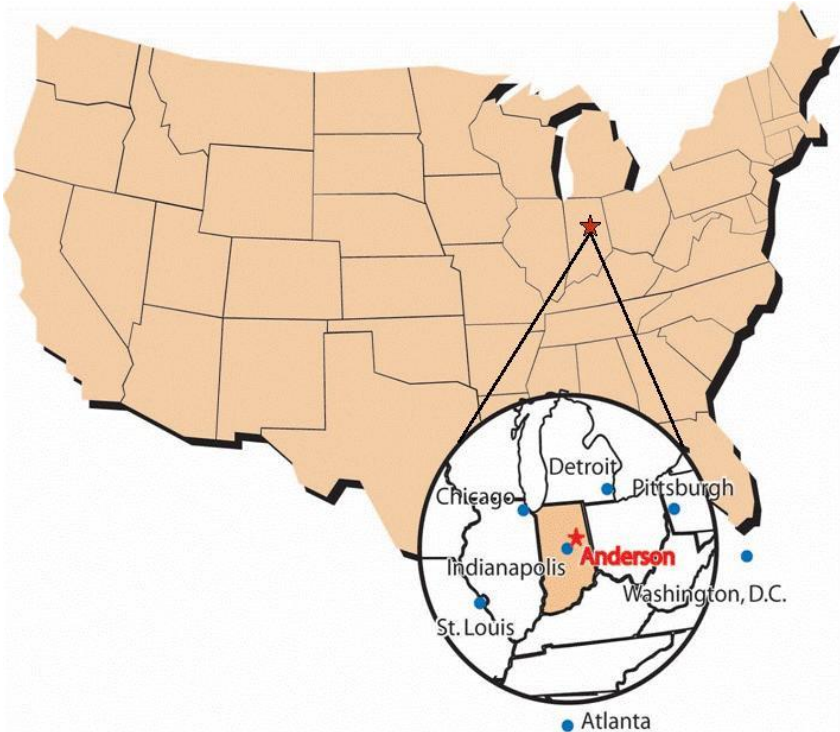 Detroit
Chicago
Pittsburgh
Anderson
Indianapolis
Washington, D.C.
St. Louis
Atlanta